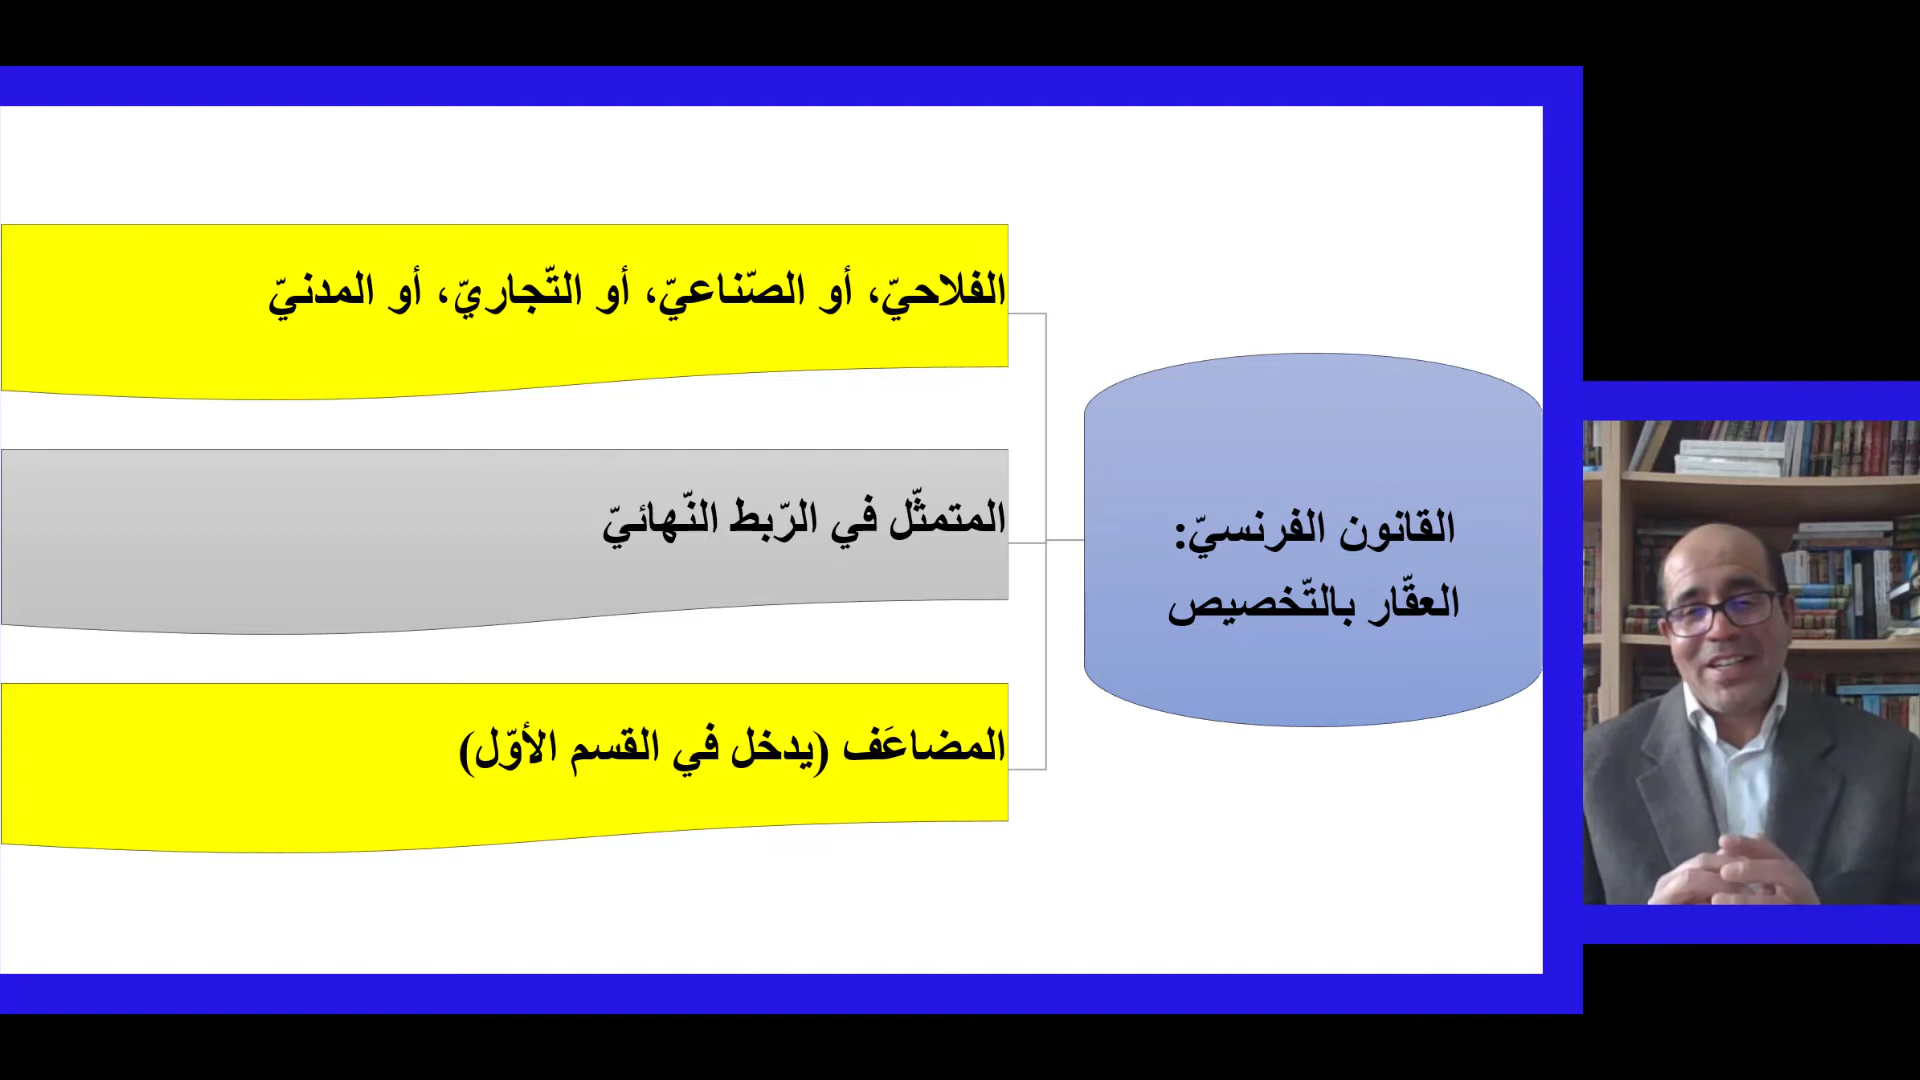 القانون الفرنسيّ:
العقّار بالتّخصيص
الفلاحيّ، أو الصّناعيّ، أو التّجاريّ، أو المدنيّ
المتمثّل في الرّبط النّهائيّ
المضاعَف (يدخل في القسم الأوّل)